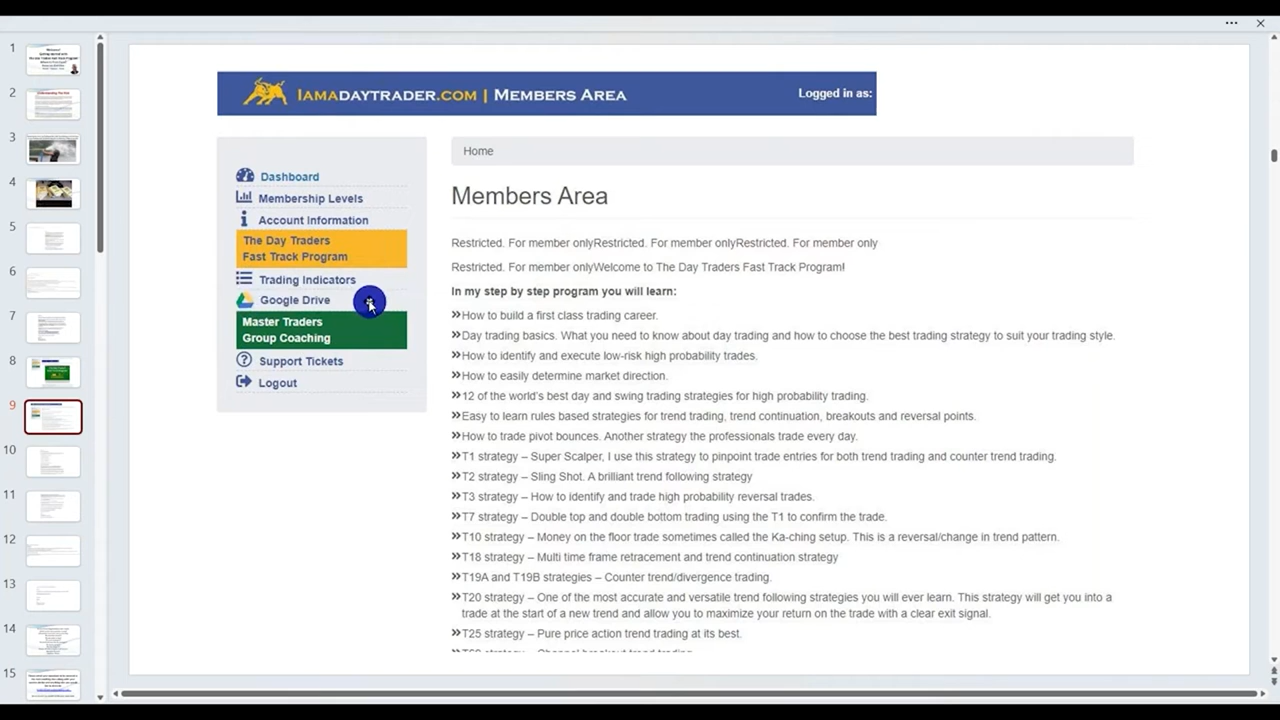 IAMADAYTRADER.COM | MEMBERS AREA
Logged in as:
Dashboard
Membership Levels
Account Information
The Day Traders
Fast Track Program
Trading Indicators
Google Drive
Master Traders
Group Coaching
Support Tickets
Logout
Home
Members Area
Restricted. For member onlyRestricted. For member onlyRestricted. For member only
Restricted. For member onlyWelcome to The Day Traders Fast Track Program!
In my step by step program you will learn:
»How to build a first class trading career.
»Day trading basics. What you need to know about day trading and how to choose the best trading strategy to suit your trading style.
»How to identify and execute low-risk high probability trades.
»How to easily determine market direction.
»12 of the world's best day and swing trading strategies for high probability trading.
»Easy to learn rules based strategies for trend trading, trend continuation, breakouts and reversal points.
»How to trade pivot bounces. Another strategy the professionals trade every day.
»T1 strategy – Super Scalper, I use this strategy to pinpoint trade entries for both trend trading and counter trend trading.
»T2 strategy – Sling Shot. A brilliant trend following strategy
»T3 strategy – How to identify and trade high probability reversal trades.
»T7 strategy – Double top and double bottom trading using the T1 to confirm the trade.
»T10 strategy – Money on the floor trade sometimes called the Ka-ching setup. This is a reversal/change in trend pattern.
»T18 strategy – Multi time frame retracement and trend continuation strategy
»T19A and T19B strategies – Counter trend/divergence trading.
»T20 strategy – One of the most accurate and versatile trend following strategies you will ever learn. This strategy will get you into a
trade at the start of a new trend and allow you to maximize your return on the trade with a clear exit signal.
»T25 strategy – Pure price action trend trading at its best.
1
2
3
4
5
6
7
8
9
10
11
12
13
14
15